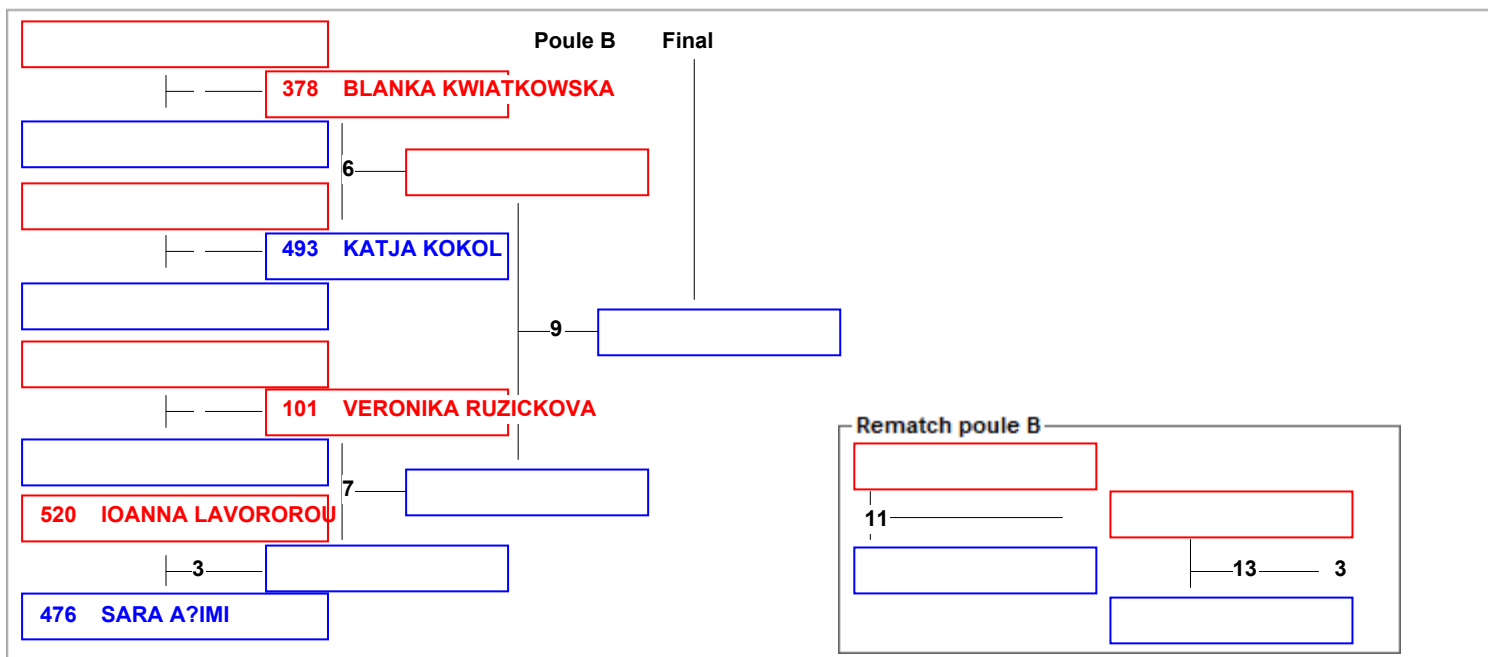 Poule B Final
378 BLANKA KWIATKOWSKA
6
493 KATJA KOKOL
9
101 VERONIKA RUZICKOVA
Rematch poule B
7
520 IOANNA LAVOROROU
11
3
13 3
476 SARA A?IMI